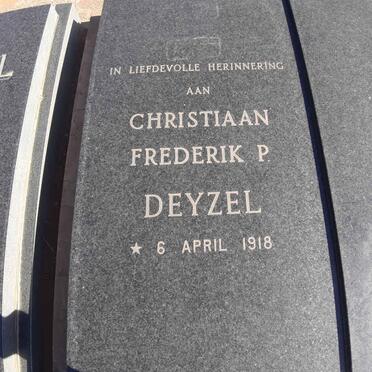 IN LIEFDEVOLLE HERINNERING
AAN
CHRISTIAAN
FREDERIK P.
DEYZEL
★ 6 APRIL 1918